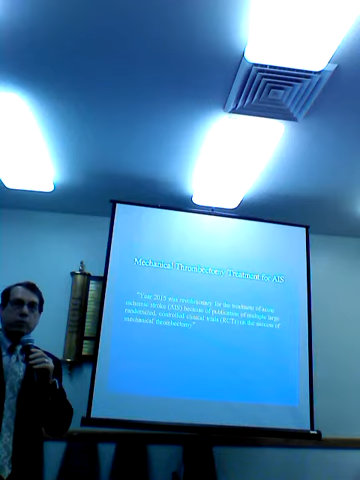 Mechanical Thrombectomy Treatment for AIS
"Year 2015 was revolutionary for the treatment of acute
ischemic stroke (AIS) because of publication of multiple large
randomized, controlled clinical trials (RCTs) on the success of
mechanical thrombectomy"